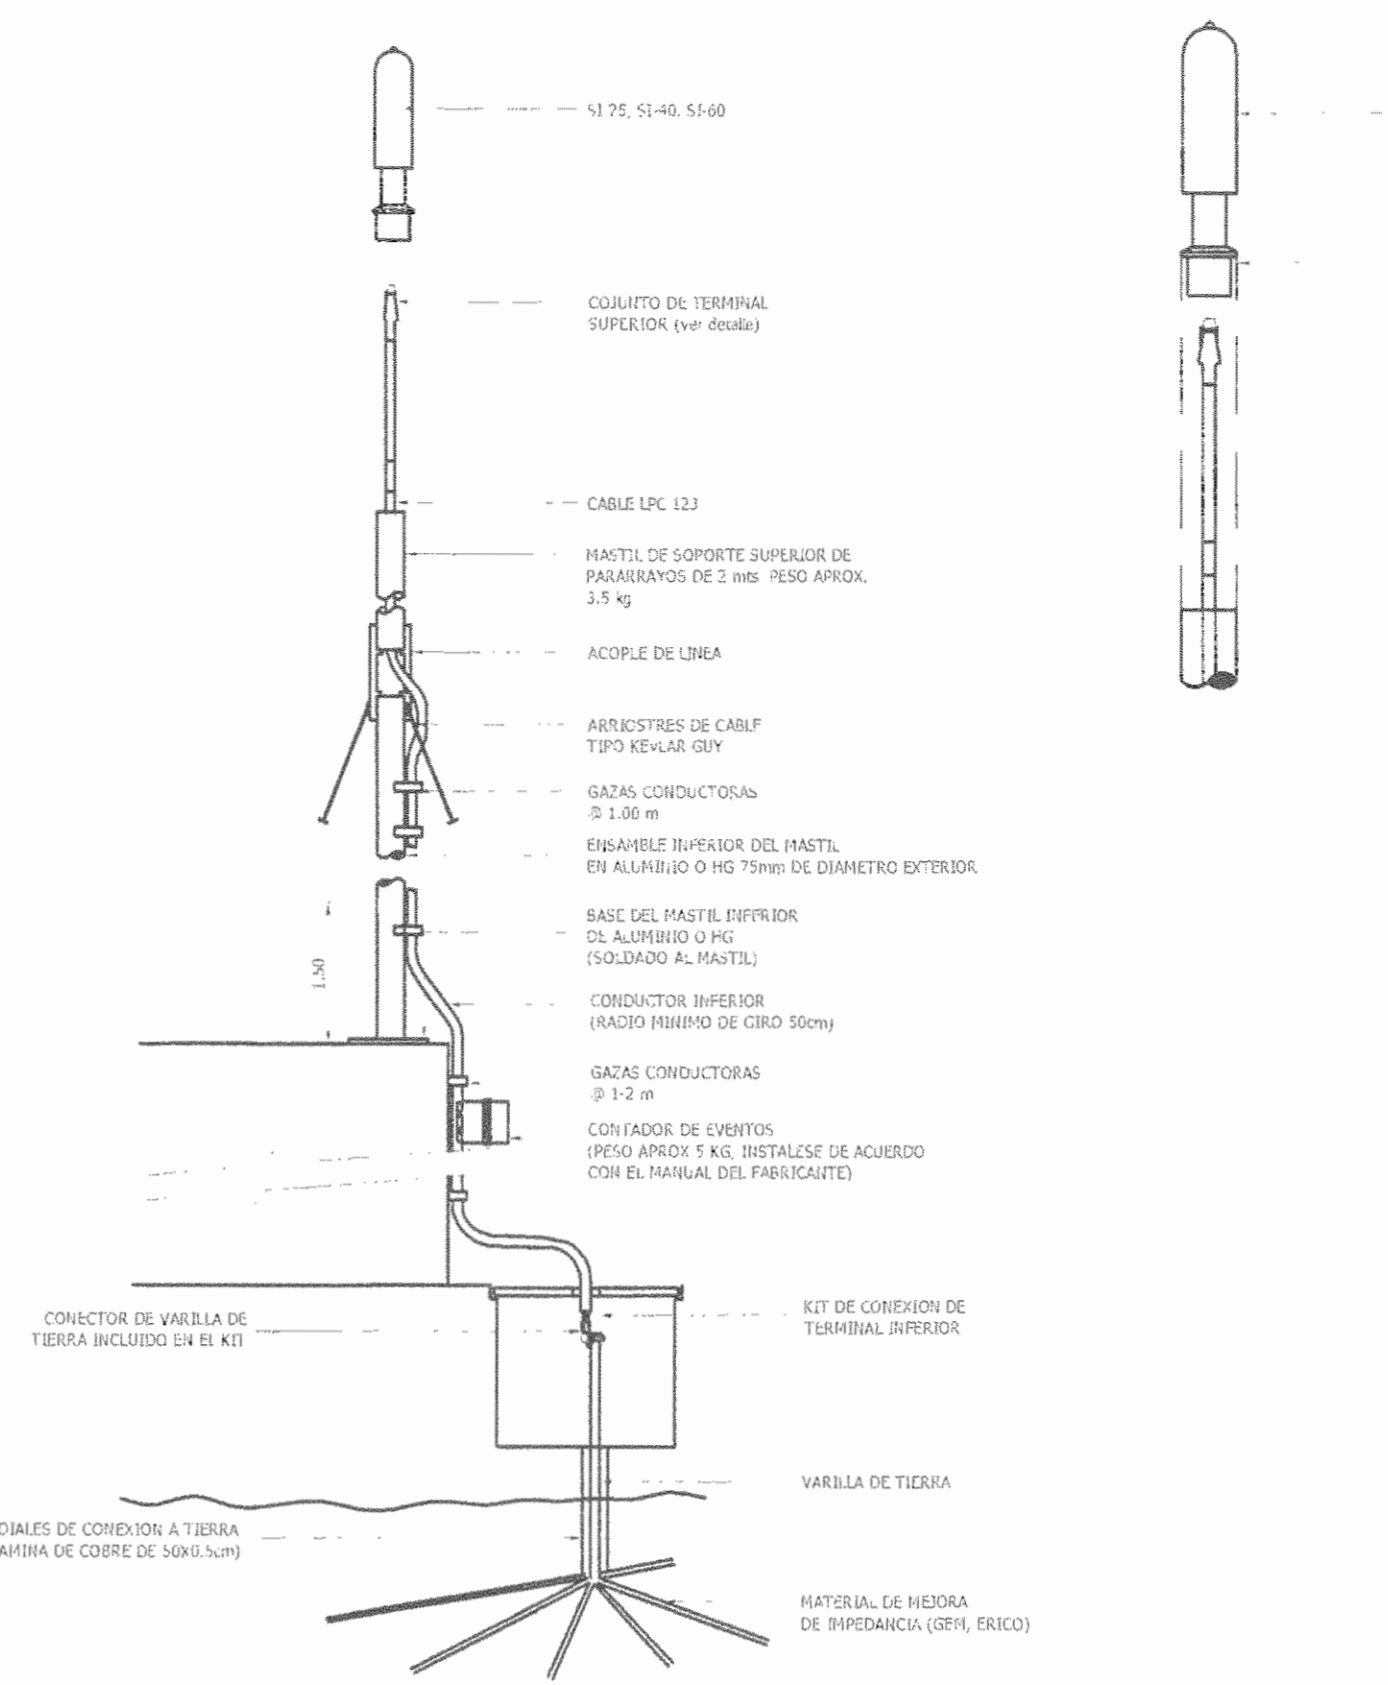 SI 25, SI-40, SI-60
COJUNTO DE TERMINAL
SUPERIOR (ver detalle)
CABLE LPC 123
MASTIL DE SOPORTE SUPERIOR DE
PARARRAYOS DE 2 mts PESO APROX.
3.5 kg
ACOPLE DE LINEA
ARRIOSTRES DE CABLE
TIPO KEVLAR GUY
GAZAS CONDUCTORAS
@ 1.00 m
ENSAMBLE INFERIOR DEL MASTIL
EN ALUMINIO O HG 75mm DE DIAMETRO EXTERIOR
BASE DEL MASTIL INFERIOR
DE ALUMINIO O HG
(SOLDADO AL MASTIL)
1.50
CONDUCTOR INFERIOR
(RADIO MINIMO DE GIRO 50cm)
GAZAS CONDUCTORAS
@ 1-2 m
CONTADOR DE EVENTOS
(PESO APROX 5 KG, INSTALESE DE ACUERDO
CON EL MANUAL DEL FABRICANTE)
CONECTOR DE VARILLA DE
TIERRA INCLUIDO EN EL KIT
KIT DE CONEXION DE
TERMINAL INFERIOR
VARILLA DE TIERRA
DIALES DE CONEXION A TIERRA
AMINA DE COBRE DE 50X0.5cm)
MATERIAL DE MEJORA
DE IMPEDANCIA (GEM, ERICO)